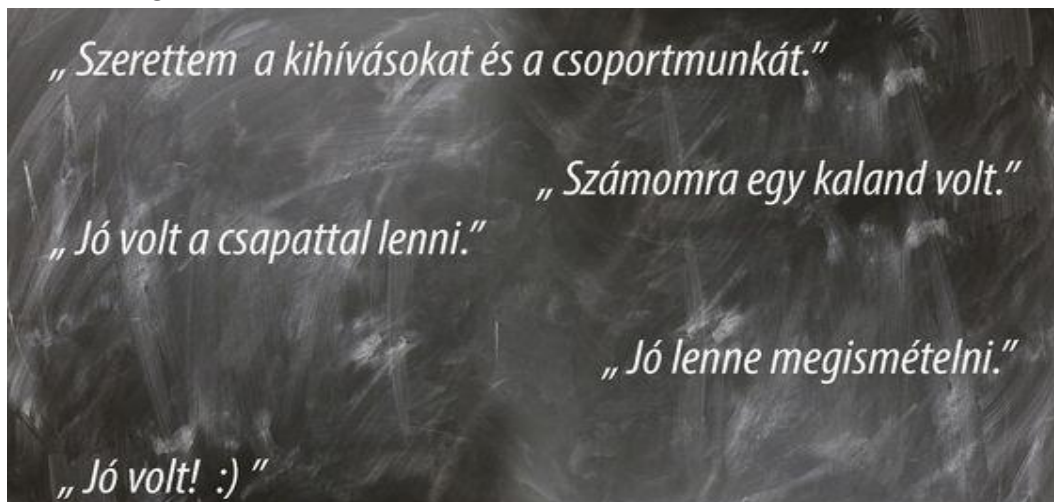 „ Szerettem a kihívásokat és a csoportmunkát.”
„ Számomra egy kaland volt.”
„ Jó volt a csapattal lenni.”
„ Jó lenne megismételni.”
„ Jó volt! :) ”